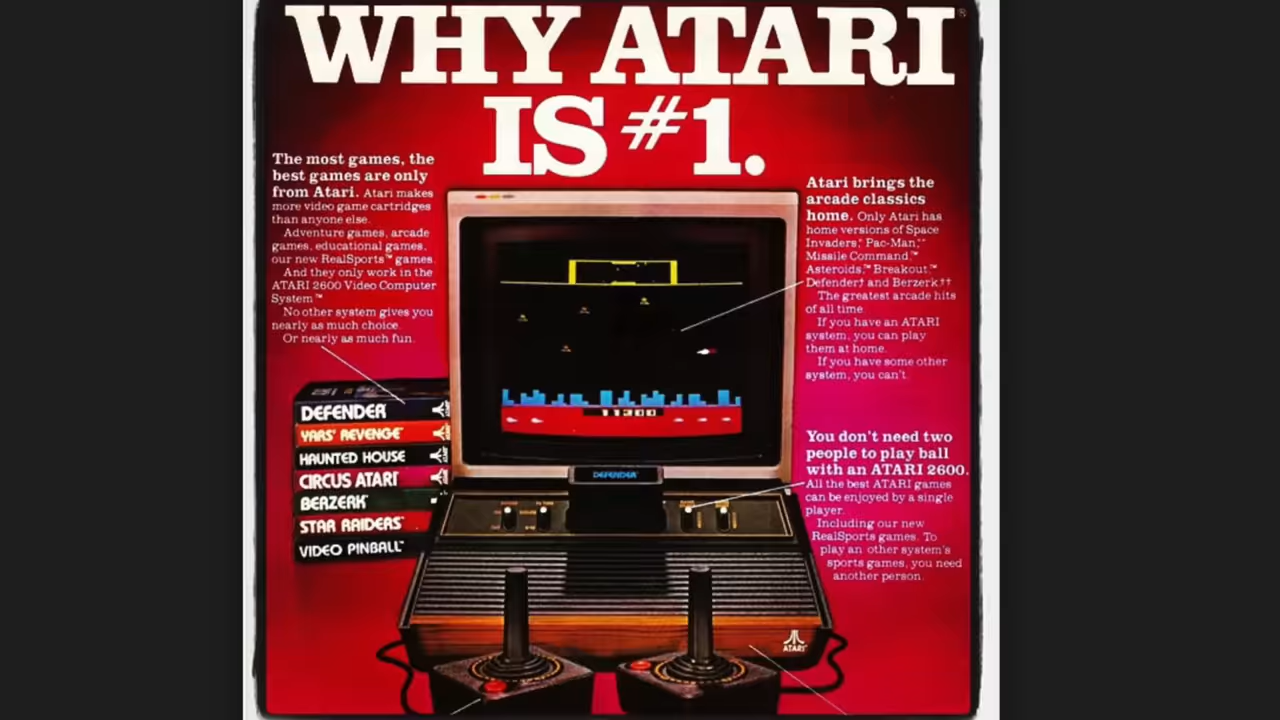 WHY ATARI®
IS #1.
The most games, the
best games are only
from Atari. Atari makes
more video game cartridges
than anyone else.
Adventure games, arcade
games, educational games,
our new RealSports™ games.
And they only work in the
ATARI 2600 Video Computer
System™
No other system gives you
nearly as much choice.
Or nearly as much fun.
Atari brings the
arcade classics
home. Only Atari has
home versions of Space
Invaders,* Pac-Man,**
Missile Command,™
Asteroids,™ Breakout,™
Defender† and Berzerk.††
The greatest arcade hits
of all time.
If you have an ATARI
system, you can play
them at home.
If you have some other
system, you can't.
You don't need two
people to play ball
with an ATARI 2600.
All the best ATARI games
can be enjoyed by a single
player.
Including our new
RealSports games. To
play an other system's
sports games, you need
another person.
DEFENDER
YARS' REVENGE™
HAUNTED HOUSE
CIRCUS ATARI
BERZERK
STAR RAIDERS™
VIDEO PINBALL™
11200
DEFENDER
ATARI